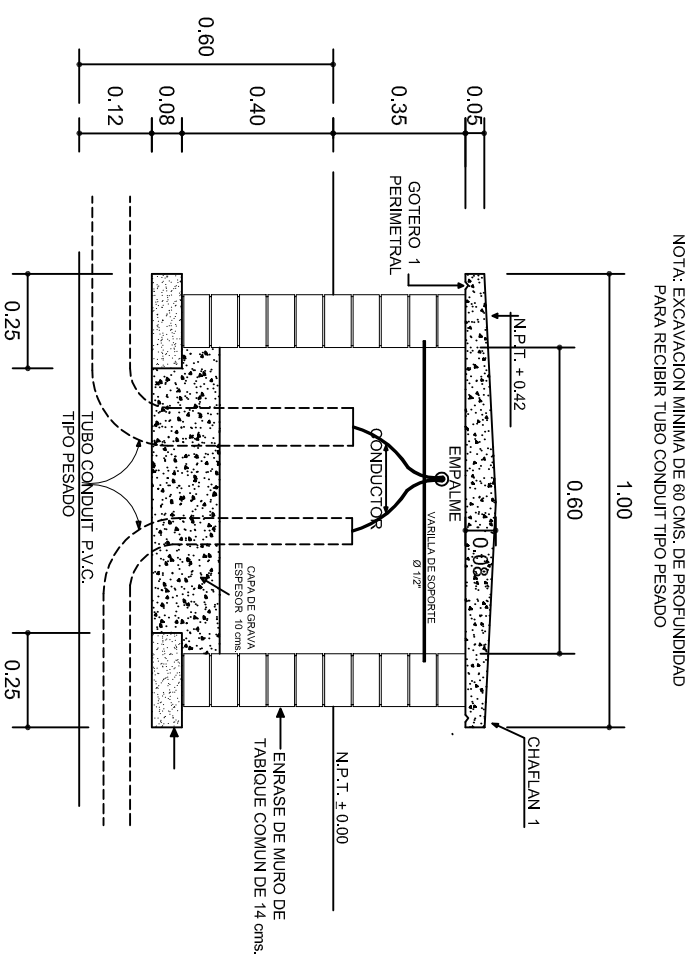 NOTA: EXCAVACION MINIMA DE 60 CMS. DE PROFUNDIDAD
PARA RECIBIR TUBO CONDUIT TIPO PESADO
1.00
0.60
N.P.T. + 0.42
CHAFLAN 1
0.05
0.08
0.35
0.40
0.08
0.12
0.60
GOTERO 1
PERIMETRAL
EMPALME
VARILLA DE SOPORTE
Ø 1/2"
CONDUCTOR
N.P.T. ± 0.00
ENRASE DE MURO DE
TABIQUE COMUN DE 14 cms.
CAPA DE GRAVA
ESPESOR 10 cms.
TUBO CONDUIT P.V.C.
TIPO PESADO
0.25
0.25